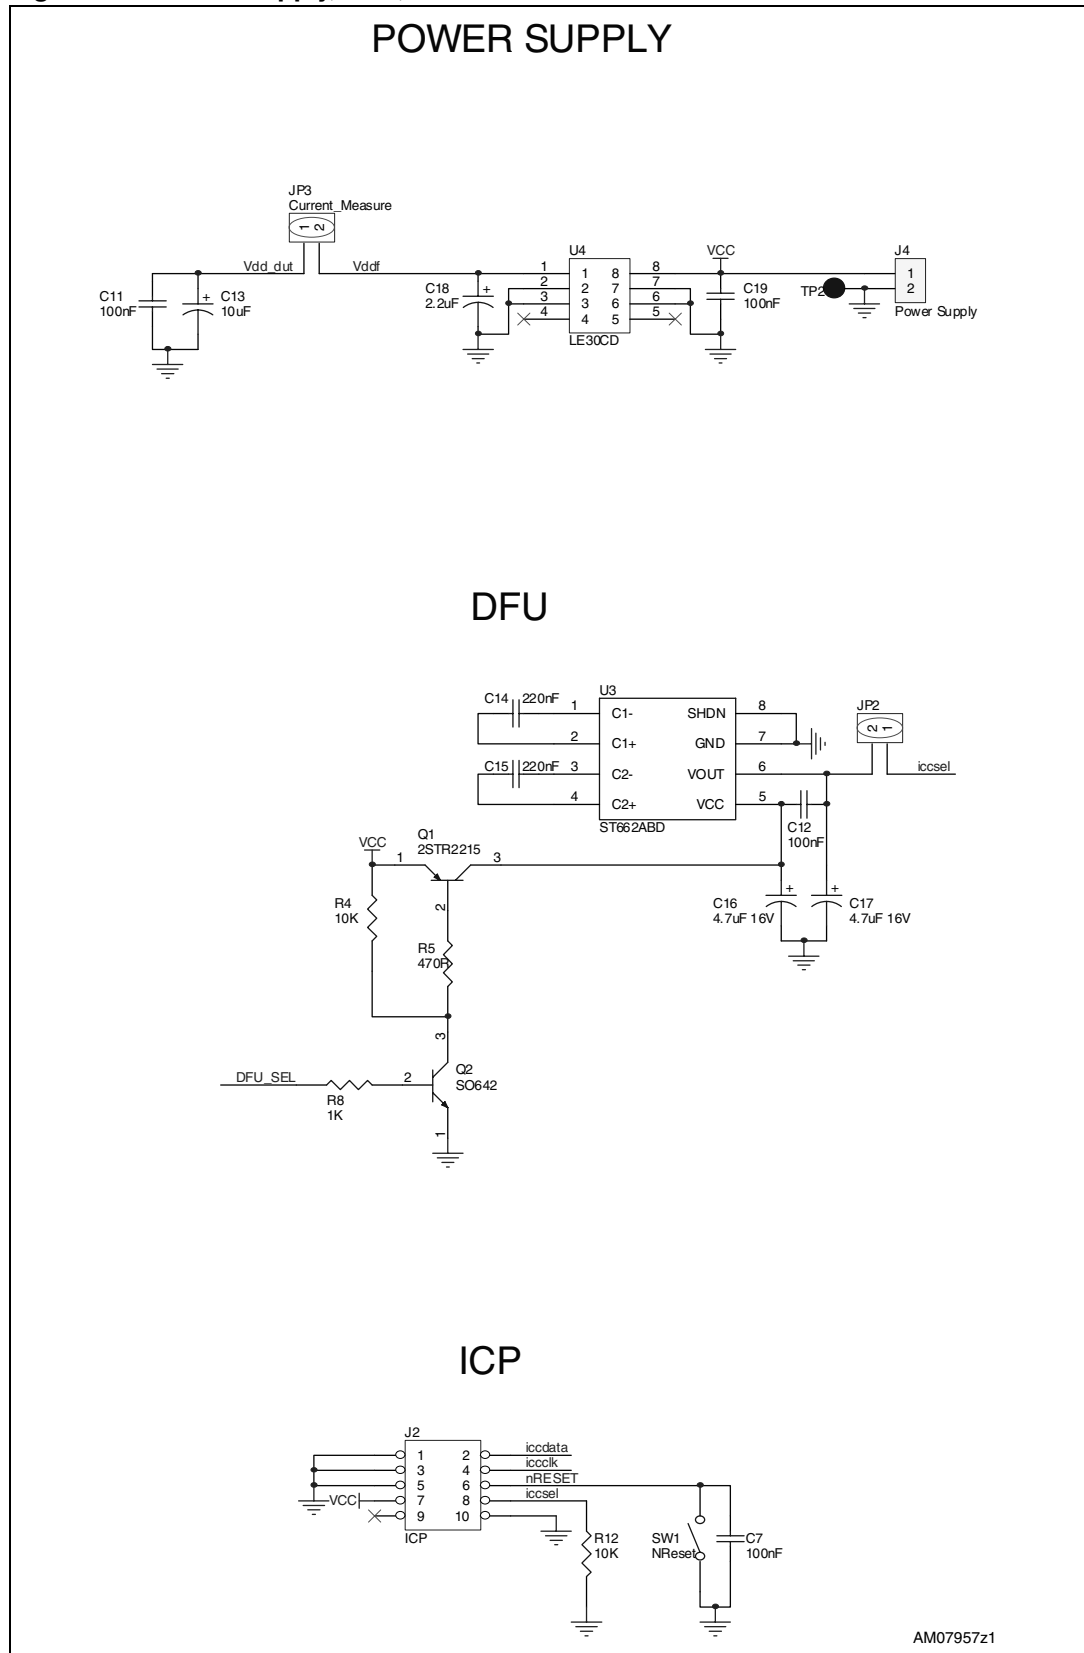 POWER SUPPLY
JP3
Current_Measure
1 2
Vdd_dut
Vddf
C11
100nF
C13
10uF
+
C18
2.2uF
+
U4
1 1 8 8
2 2 7 7
3 3 6 6
4 4 5 5
LE30CD
VCC
C19
100nF
TP2
J4
1
2
Power Supply
DFU
C14 220nF
C15 220nF
U3
1 C1- SHDN 8
2 C1+ GND 7
3 C2- VOUT 6
4 C2+ VCC 5
ST662ABD
JP2
2 1
iccsel
C12
100nF
Q1
2STR2215
VCC
1
3
2
R4
10K
R5
470R
C16
4.7uF 16V
+
C17
4.7uF 16V
+
3
DFU_SEL
R8
1K
2
Q2
SO642
1
ICP
J2
1 2 iccdata
3 4 iccclk
5 6 nRESET
VCC 7 8 iccsel
9 10
ICP
R12
10K
SW1
NReset
C7
100nF
AM07957z1